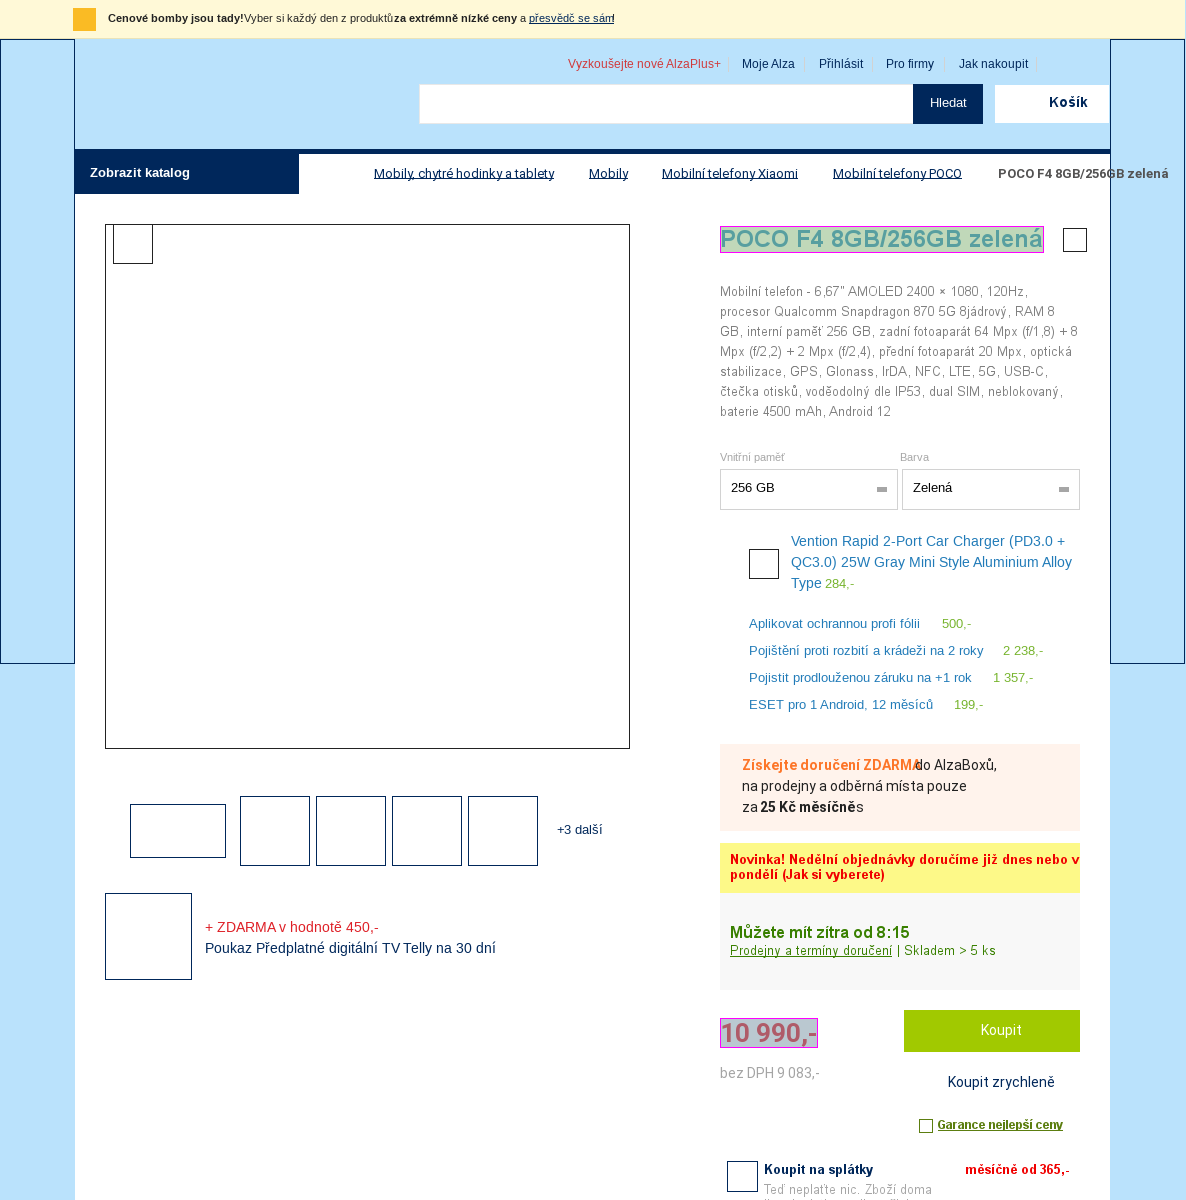 Cenové bomby jsou tady! Vyber si každý den z produktů za extrémně nízké ceny a přesvědč se sám!
Vyzkoušejte nové AlzaPlus+ Moje Alza Přihlásit Pro firmy Jak nakoupit
Hledat Košík
Zobrazit katalog Mobily, chytré hodinky a tablety Mobily Mobilní telefony Xiaomi Mobilní telefony POCO POCO F4 8GB/256GB zelená
POCO F4 8GB/256GB zelená
Mobilní telefon - 6,67" AMOLED 2400 × 1080, 120Hz,
procesor Qualcomm Snapdragon 870 5G 8jádrový, RAM 8
GB, interní paměť 256 GB, zadní fotoaparát 64 Mpx (f/1,8) + 8
Mpx (f/2,2) + 2 Mpx (f/2,4), přední fotoaparát 20 Mpx, optická
stabilizace, GPS, Glonass, IrDA, NFC, LTE, 5G, USB-C,
čtečka otisků, voděodolný dle IP53, dual SIM, neblokovaný,
baterie 4500 mAh, Android 12
Vnitřní paměť Barva
256 GB Zelená
Vention Rapid 2-Port Car Charger (PD3.0 +
QC3.0) 25W Gray Mini Style Aluminium Alloy
Type 284,-
Aplikovat ochrannou profi fólii 500,-
Pojištění proti rozbití a krádeži na 2 roky 2 238,-
Pojistit prodlouženou záruku na +1 rok 1 357,-
ESET pro 1 Android, 12 měsíců 199,-
Získejte doručení ZDARMA do AlzaBoxů,
na prodejny a odběrná místa pouze
za 25 Kč měsíčně s
+3 další
Novinka! Nedělní objednávky doručíme již dnes nebo v
pondělí (Jak si vyberete)
+ ZDARMA v hodnotě 450,-
Poukaz Předplatné digitální TV Telly na 30 dní
Můžete mít zítra od 8:15
Prodejny a termíny doručení | Skladem > 5 ks
10 990,- Koupit
bez DPH 9 083,-
Koupit zrychleně
Garance nejlepší ceny
Koupit na splátky měsíčně od 365,-
Teď neplaťte nic. Zboží doma